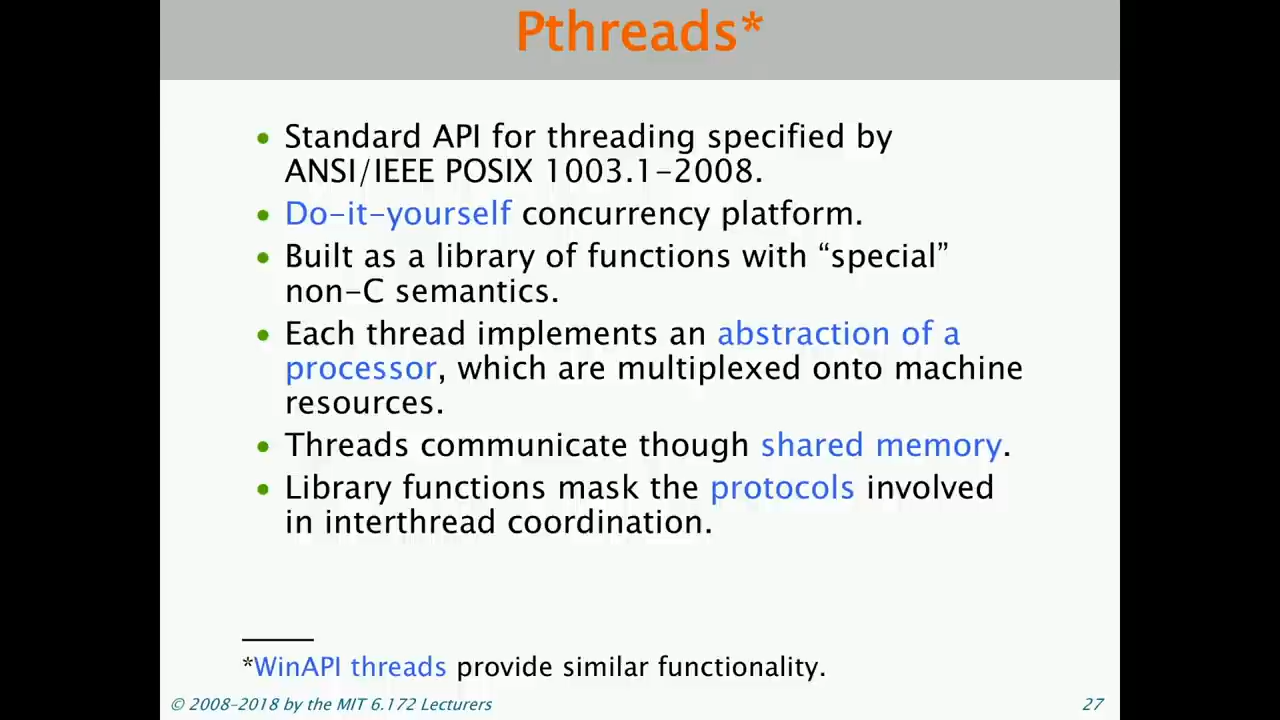 Pthreads*
• Standard API for threading specified by
ANSI/IEEE POSIX 1003.1–2008.
• Do-it-yourself concurrency platform.
• Built as a library of functions with “special”
non-C semantics.
• Each thread implements an abstraction of a
processor, which are multiplexed onto machine
resources.
• Threads communicate though shared memory.
• Library functions mask the protocols involved
in interthread coordination.
*WinAPI threads provide similar functionality.
© 2008–2018 by the MIT 6.172 Lecturers
27